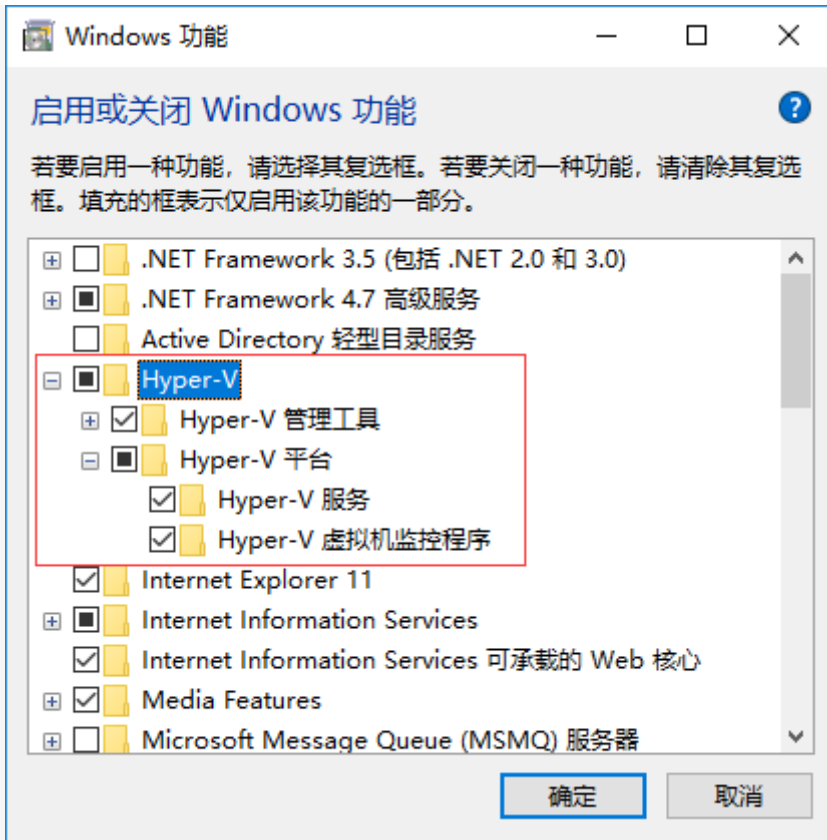 Windows 功能
启用或关闭 Windows 功能
若要启用一种功能，请选择其复选框。若要关闭一种功能，请清除其复选
框。填充的框表示仅启用该功能的一部分。
.NET Framework 3.5 (包括 .NET 2.0 和 3.0)
.NET Framework 4.7 高级服务
Active Directory 轻型目录服务
Hyper-V
Hyper-V 管理工具
Hyper-V 平台
Hyper-V 服务
Hyper-V 虚拟机监控程序
Internet Explorer 11
Internet Information Services
Internet Information Services 可承载的 Web 核心
Media Features
Microsoft Message Queue (MSMQ) 服务器
确定
取消